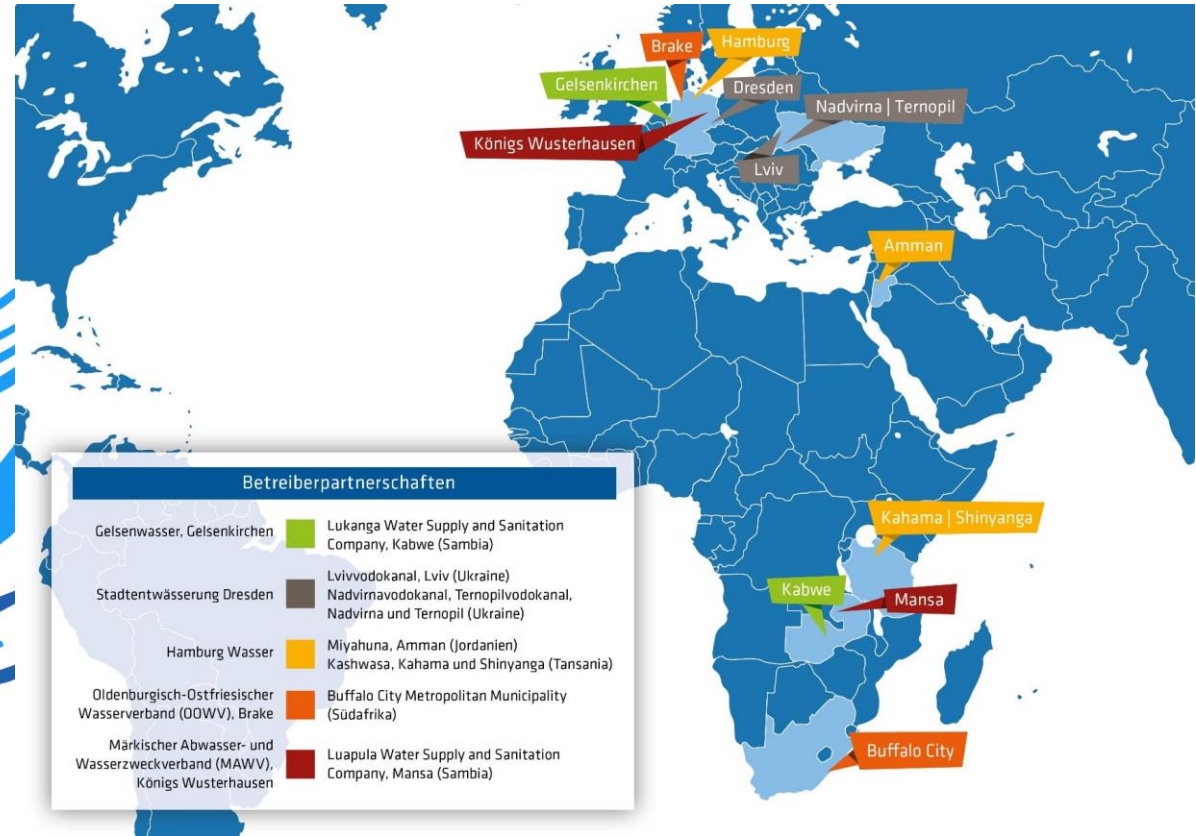 Brake
Hamburg
Gelsenkirchen
Dresden
Nadvirna | Ternopil
Königs Wusterhausen
Lviv
Amman
Kahama | Shinyanga
Kabwe
Mansa
Buffalo City
Betreiberpartnerschaften
Gelsenwasser, Gelsenkirchen
Lukanga Water Supply and Sanitation
Company, Kabwe (Sambia)
Stadtentwässerung Dresden
Lvivvodokanal, Lviv (Ukraine)
Nadvirnavodokanal, Ternopilvodokanal,
Nadvirna und Ternopil (Ukraine)
Hamburg Wasser
Miyahuna, Amman (Jordanien)
Kashwasa, Kahama und Shinyanga (Tansania)
Oldenburgisch-Ostfriesischer
Wasserverband (OOWV), Brake
Buffalo City Metropolitan Municipality
(Südafrika)
Märkischer Abwasser- und
Wasserzweckverband (MAWV),
Königs Wusterhausen
Luapula Water Supply and Sanitation
Company, Mansa (Sambia)